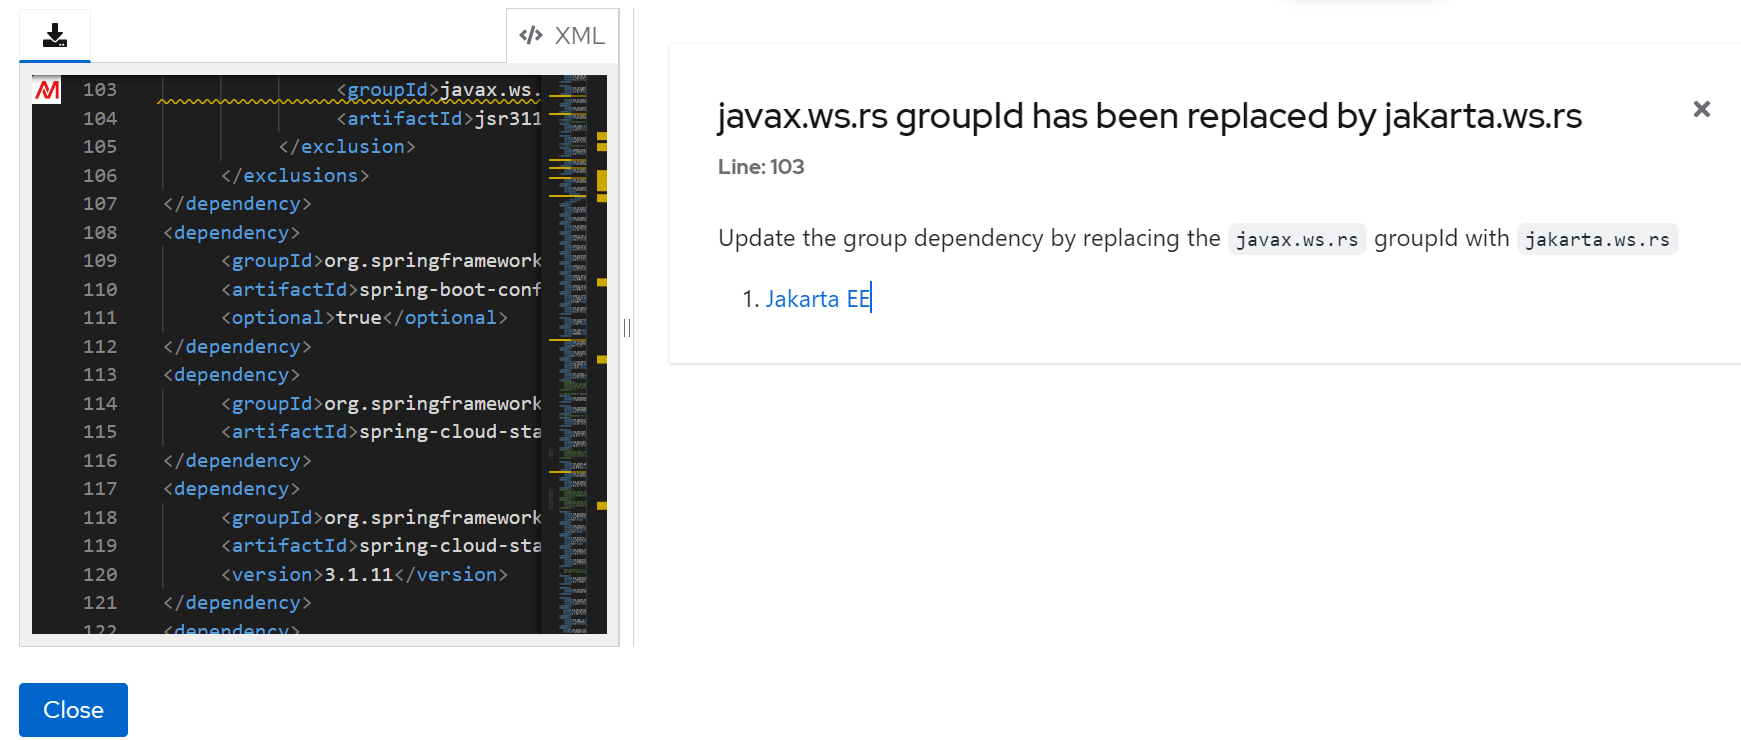 XML
103 <groupId>javax.ws.
104 <artifactId>jsr311
105 </exclusion>
106 </exclusions>
107 </dependency>
108 <dependency>
109 <groupId>org.springframework
110 <artifactId>spring-boot-conf
111 <optional>true</optional>
112 </dependency>
113 <dependency>
114 <groupId>org.springframework
115 <artifactId>spring-cloud-sta
116 </dependency>
117 <dependency>
118 <groupId>org.springframework
119 <artifactId>spring-cloud-sta
120 <version>3.1.11</version>
121 </dependency>
122 <dependency>
Close
javax.ws.rs groupId has been replaced by jakarta.ws.rs
Line: 103
Update the group dependency by replacing the javax.ws.rs groupId with jakarta.ws.rs
1. Jakarta EE